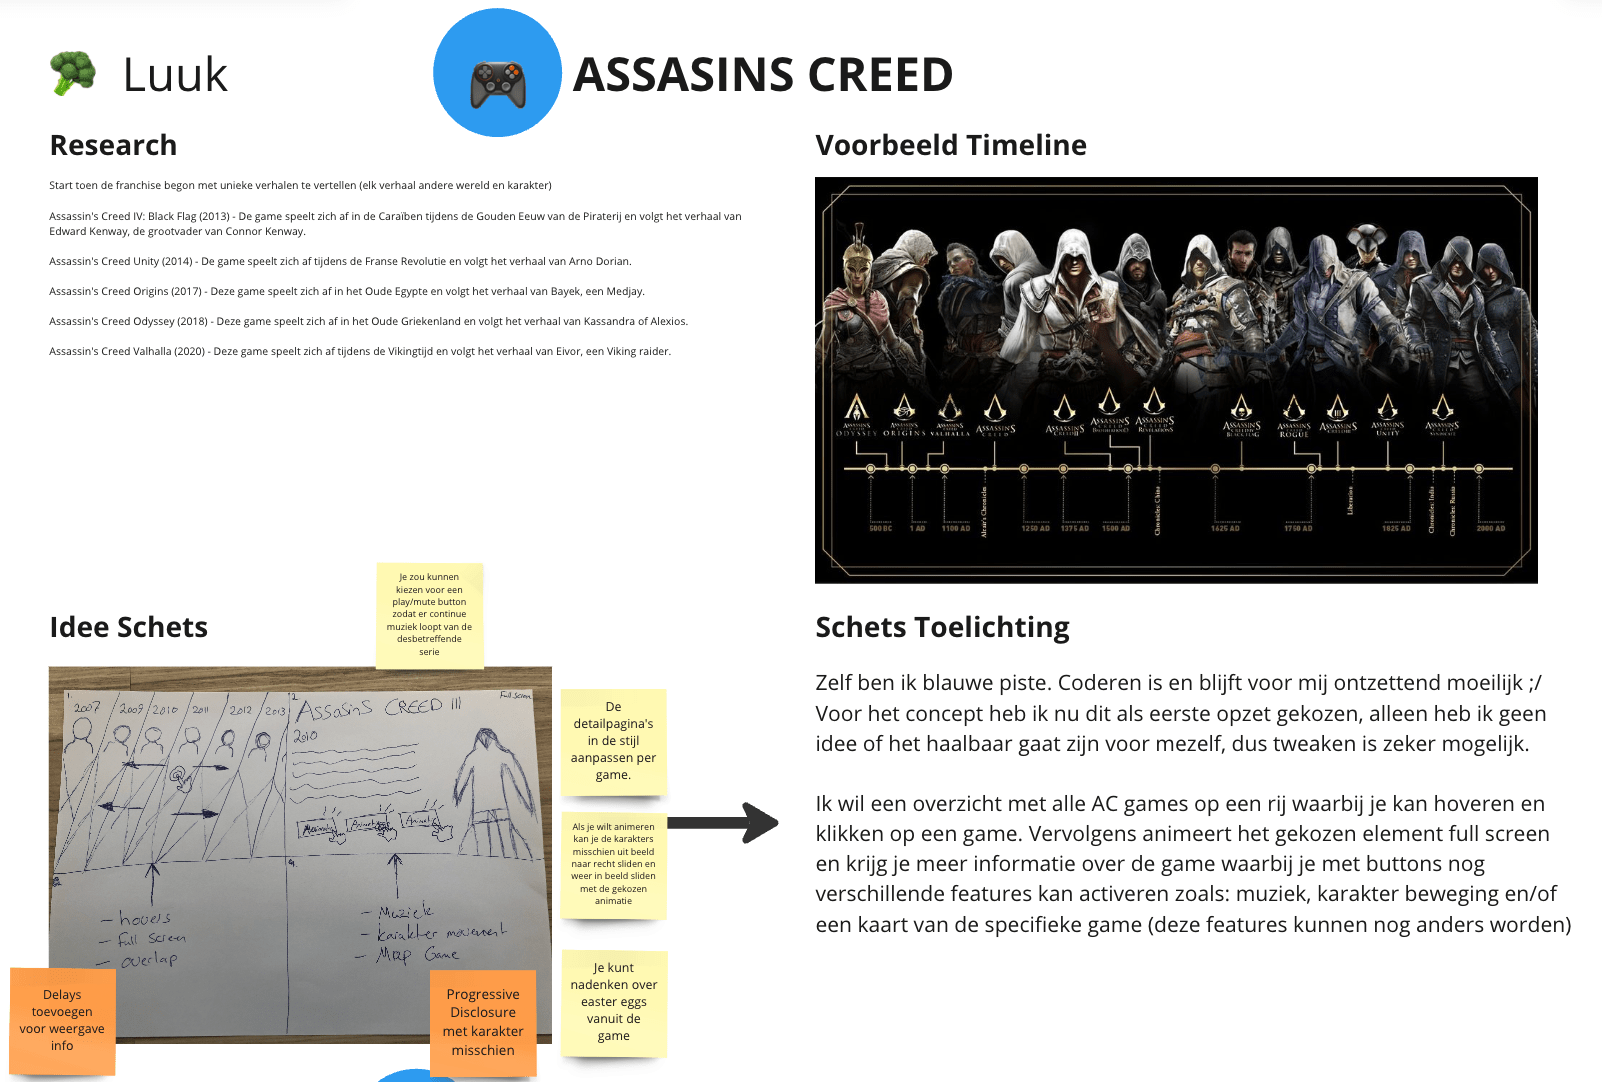 Luuk
ASSASINS CREED
Research
Start toen de franchise begon met unieke verhalen te vertellen (elk verhaal andere wereld en karakter)
Assassin's Creed IV: Black Flag (2013) - De game speelt zich af in de Caraïben tijdens de Gouden Eeuw van de Piraterij en volgt het verhaal van
Edward Kenway, de grootvader van Connor Kenway.
Assassin's Creed Unity (2014) - De game speelt zich af tijdens de Franse Revolutie en volgt het verhaal van Arno Dorian.
Assassin's Creed Origins (2017) - Deze game speelt zich af in het Oude Egypte en volgt het verhaal van Bayek, een Medjay.
Assassin's Creed Odyssey (2018) - Deze game speelt zich af in het Oude Griekenland en volgt het verhaal van Kassandra of Alexios.
Assassin's Creed Valhalla (2020) - Deze game speelt zich af tijdens de Vikingtijd en volgt het verhaal van Eivor, een Viking raider.
Voorbeeld Timeline
ASSASSINS ODYSSEY
ORIGINS
VALHALLA
ASSASSINS CREED
ASSASSINS CREED II
ASSASSINS CREED BROTHERHOOD
ASSASSINS CREED REVELATIONS
ASSASSINS CREED IV BLACK FLAG
ASSASSINS ROGUE
ASSASSINS CREED III
ASSASSINS UNITY
ASSASSINS SYNDICATE
Altaïr's Chronicles
Chronicles: China
Liberation
Chronicles: India
Chronicles: Russia
500 BC
1 AD
1100 AD
1250 AD
1375 AD
1500 AD
1625 AD
1750 AD
1825 AD
2000 AD
Idee Schets
Je zou kunnen
kiezen voor een
play/mute button
zodat er continue
muziek loopt van de
desbetreffende
serie
1.
2007
2009
2010
2011
2012
2013
2
Full Screen
ASSasinS CREED III
2010
Animatie
Animatie
Animatie
4.
- hovers
- full screen
- overlap
- Muziek
- karakter movement
- Map Game
De
detailpagina's
in de stijl
aanpassen per
game.
Als je wilt animeren
kan je de karakters
misschien uit beeld
naar recht sliden en
weer in beeld sliden
met de gekozen
animatie
Je kunt
nadenken over
easter eggs
vanuit de
game
Delays
toevoegen
voor weergave
info
Progressive
Disclosure
met karakter
misschien
Schets Toelichting
Zelf ben ik blauwe piste. Coderen is en blijft voor mij ontzettend moeilijk ;/
Voor het concept heb ik nu dit als eerste opzet gekozen, alleen heb ik geen
idee of het haalbaar gaat zijn voor mezelf, dus tweaken is zeker mogelijk.
Ik wil een overzicht met alle AC games op een rij waarbij je kan hoveren en
klikken op een game. Vervolgens animeert het gekozen element full screen
en krijg je meer informatie over de game waarbij je met buttons nog
verschillende features kan activeren zoals: muziek, karakter beweging en/of
een kaart van de specifieke game (deze features kunnen nog anders worden)